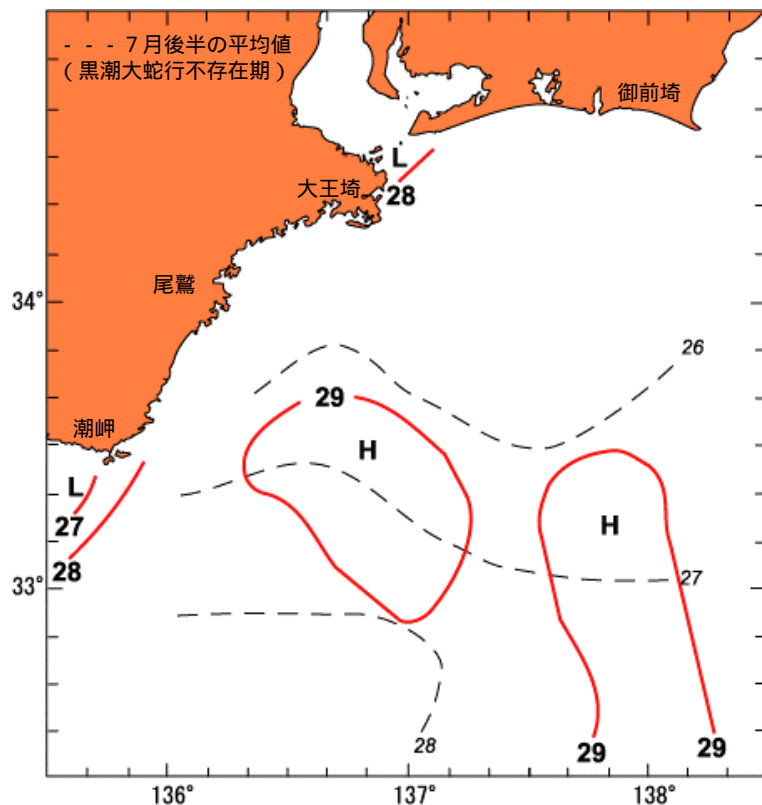 - - - 7月後半の平均値
(黒潮大蛇行不存在期)
御前埼
L
28
大王埼
尾鷲
34°
26
29
潮岬
H
L
27
28
H
33°
27
28
29
29
136°
137°
138°